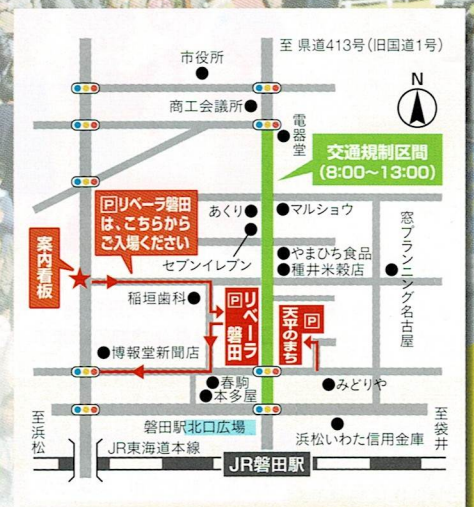 至 県道413号(旧国道1号)
市役所
商工会議所
N
電器堂
交通規制区間
(8:00〜13:00)
Pリベーラ磐田
は、こちらから
ご入場ください
あくり
マルショウ
セブンイレブン
やまひち食品
種井米穀店
窓プランニング名古屋
案内看板
稲垣歯科
P リベーラ磐田
P 天平のまち
博報堂新聞店
春駒
本多屋
みどりや
磐田駅北口広場
浜松いわた信用金庫
至浜松
至袋井
JR東海道本線
JR磐田駅